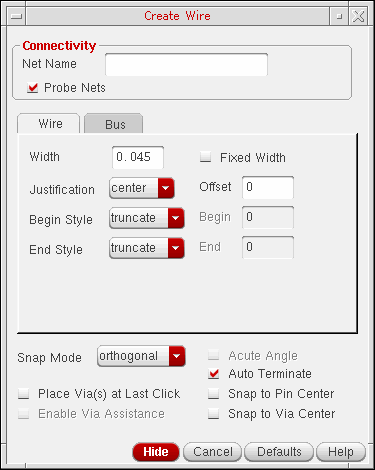 Create Wire
Connectivity
Net Name
Probe Nets
Wire Bus
Width 0.045 Fixed Width
Justification center Offset 0
Begin Style truncate Begin 0
End Style truncate End 0
Snap Mode orthogonal Acute Angle
Auto Terminate
Place Via(s) at Last Click Snap to Pin Center
Enable Via Assistance Snap to Via Center
Hide Cancel Defaults Help